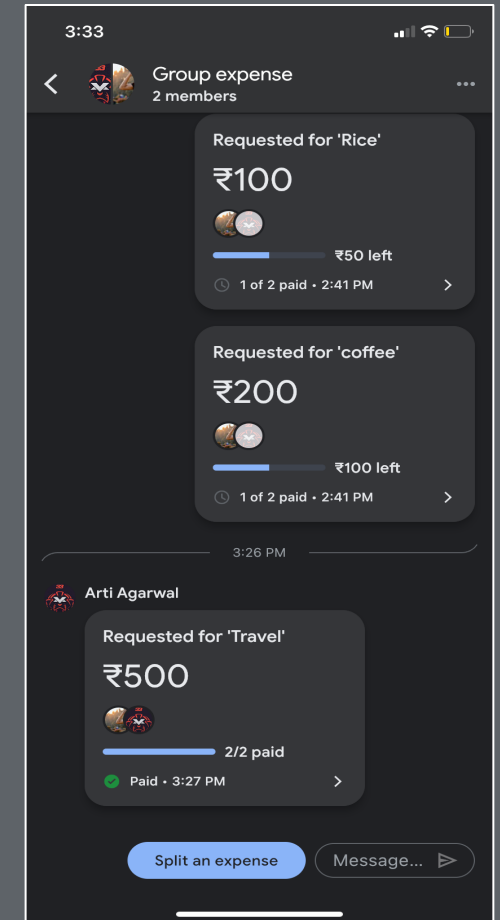 3:33
Group expense
2 members
Requested for 'Rice'
₹100
₹50 left
1 of 2 paid • 2:41 PM
Requested for 'coffee'
₹200
₹100 left
1 of 2 paid • 2:41 PM
3:26 PM
Arti Agarwal
Requested for 'Travel'
₹500
2/2 paid
Paid • 3:27 PM
Split an expense
Message...